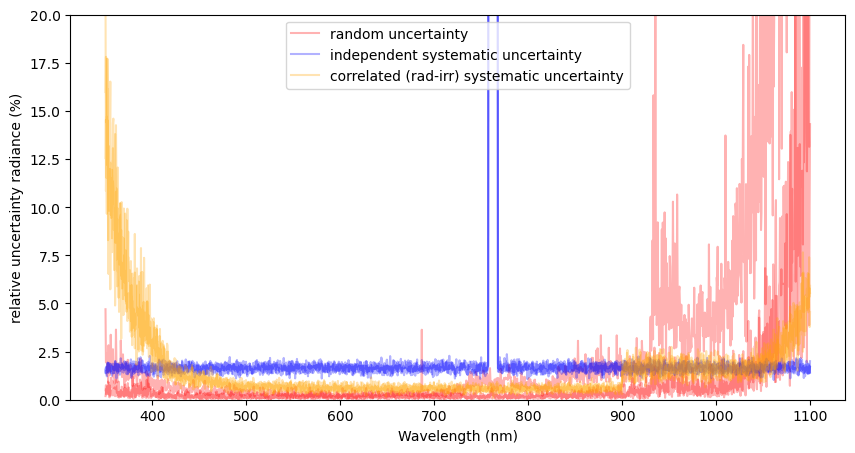 random uncertainty
independent systematic uncertainty
correlated (rad-irr) systematic uncertainty
relative uncertainty radiance (%)
20.0
17.5
15.0
12.5
10.0
7.5
5.0
2.5
0.0
400 500 600 700 800 900 1000 1100
Wavelength (nm)